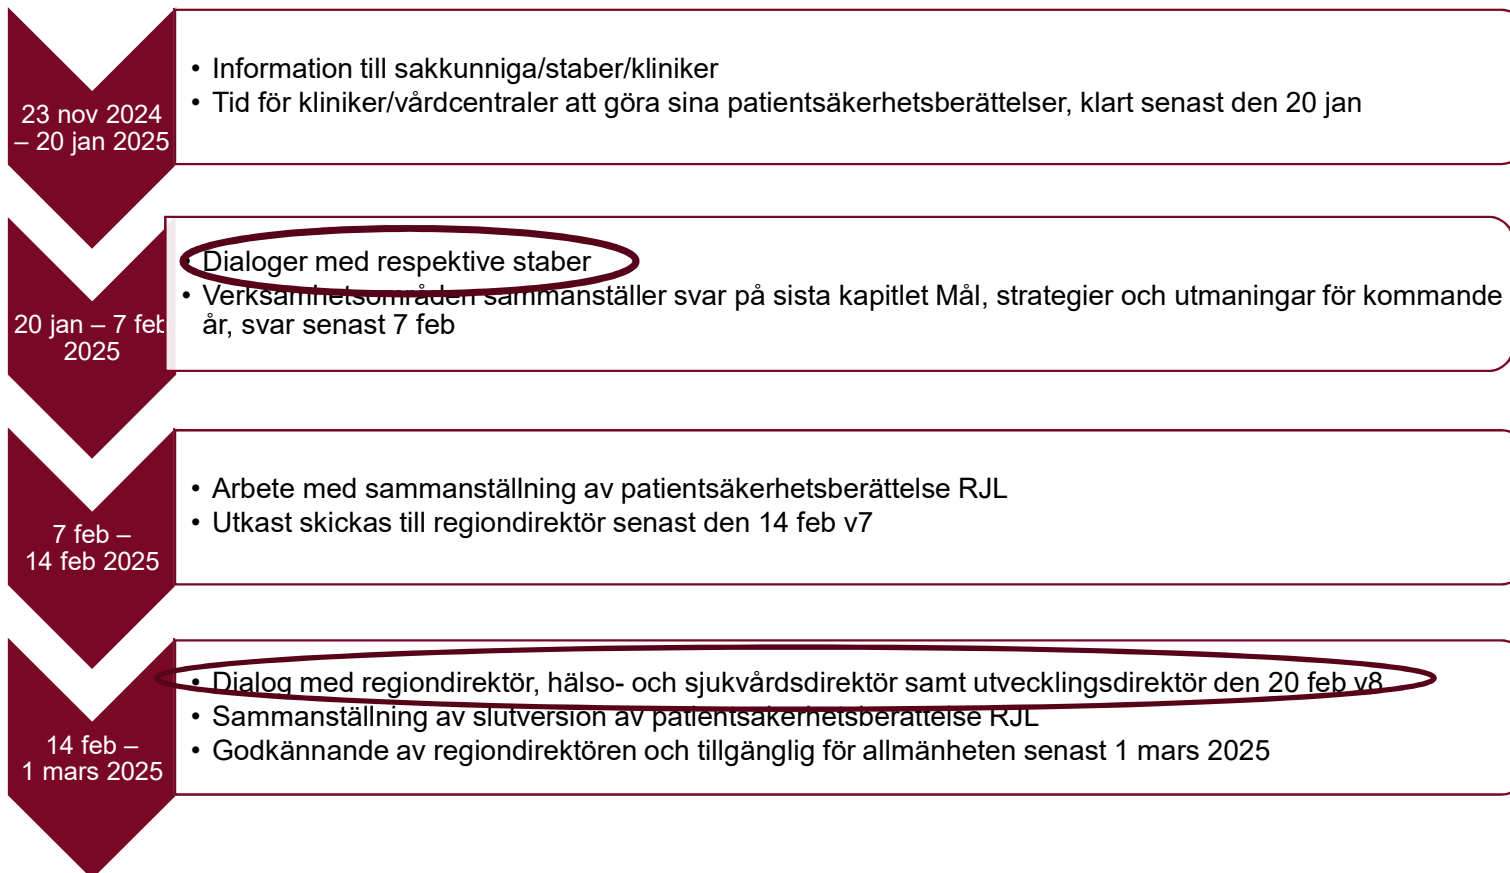 23 nov 2024
– 20 jan 2025
• Information till sakkunniga/staber/kliniker
• Tid för kliniker/vårdcentraler att göra sina patientsäkerhetsberättelser, klart senast den 20 jan
20 jan – 7 feb
2025
• Dialoger med respektive staber
• Verksamhetsområden sammanställer svar på sista kapitlet Mål, strategier och utmaningar för kommande
år, svar senast 7 feb
7 feb –
14 feb 2025
• Arbete med sammanställning av patientsäkerhetsberättelse RJL
• Utkast skickas till regiondirektör senast den 14 feb v7
14 feb –
1 mars 2025
• Dialog med regiondirektör, hälso- och sjukvårdsdirektör samt utvecklingsdirektör den 20 feb v8
• Sammanställning av slutversion av patientsäkerhetsberättelse RJL
• Godkännande av regiondirektören och tillgänglig för allmänheten senast 1 mars 2025